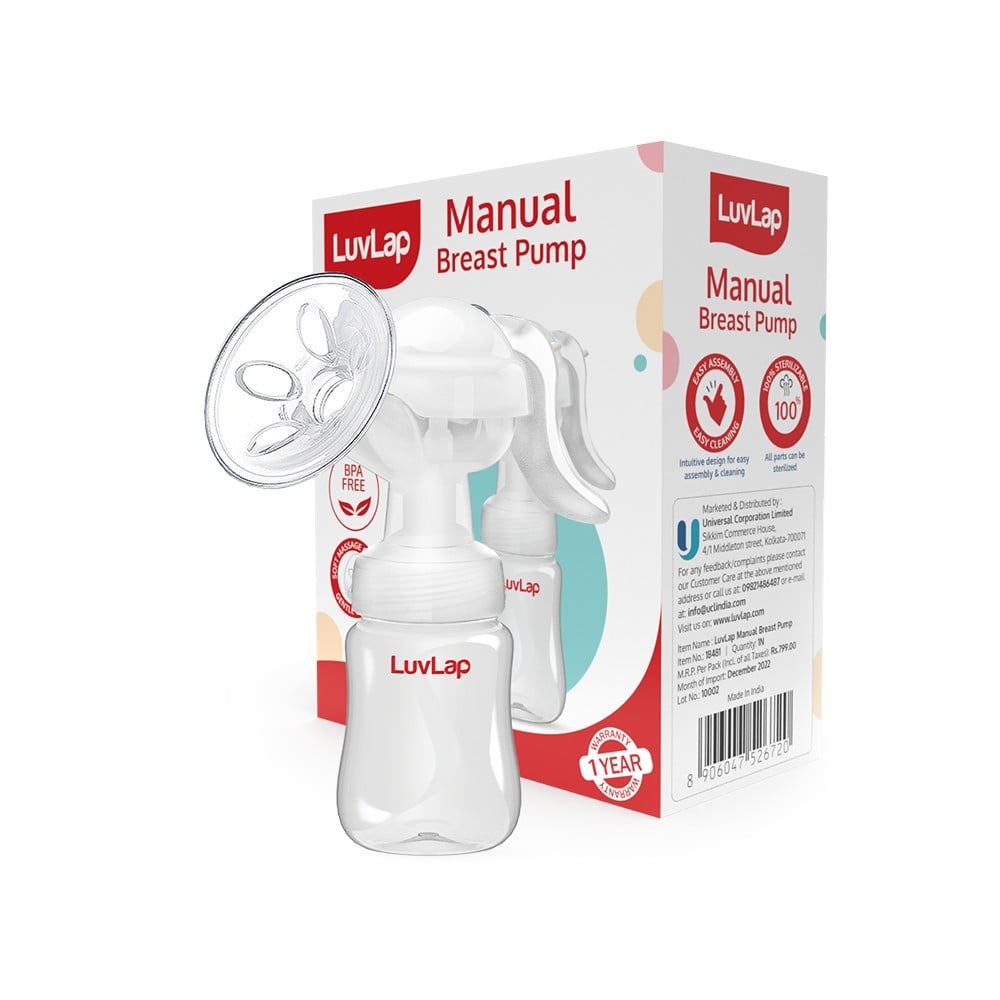 LuvLap
Manual
Breast Pump
BPA
FREE
SOFT MASSAGE
LuvLap
LuvLap
WARRANTY
1 YEAR
WARRANTY
LuvLap
Manual
Breast Pump
EASY ASSEMBLY
EASY CLEANING
Intuitive design for easy
assembly & cleaning
100% STERILIZABLE
100%
All parts can be
sterilized
Marketed & Distributed by :
Universal Corporation Limited
Sikkim Commerce House,
4/1 Middleton street, Kolkata-700071
For any feedback/complaints please contact
our Customer Care at the above mentioned
address or call us at: 09821486487 or e-mail
at: info@uclindia.com
Visit us on: www.luvlap.com
Item Name : LuvLap Manual Breast Pump
Item No.: 18481 | Quantity: 1N
M.R.P. Per Pack (Incl. of all Taxes) Rs.799.00
Month of Import: December 2022
Lot No.: 10002
Made In India
8 906047 526720